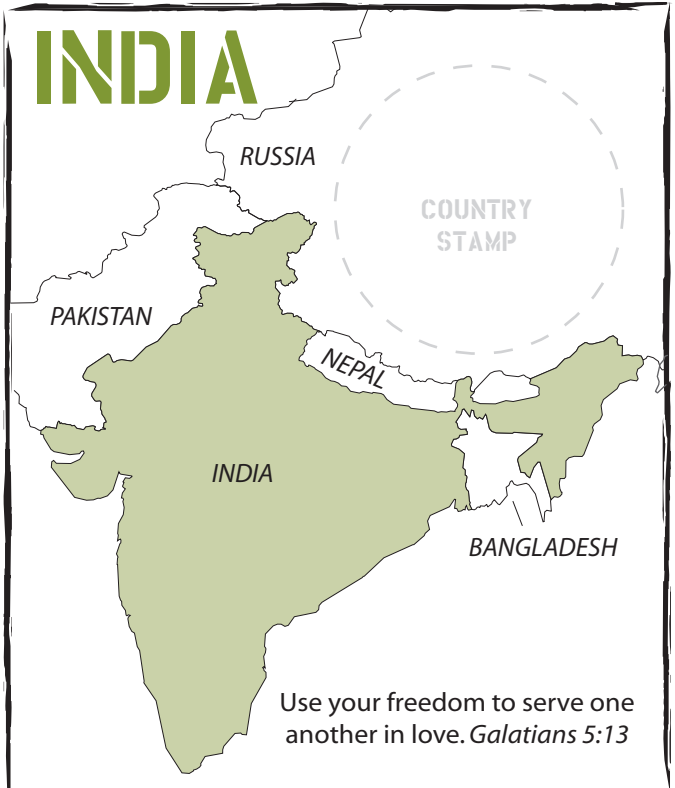 INDIA
RUSSIA
COUNTRY
STAMP
PAKISTAN
NEPAL
INDIA
BANGLADESH
Use your freedom to serve one
another in love. Galatians 5:13